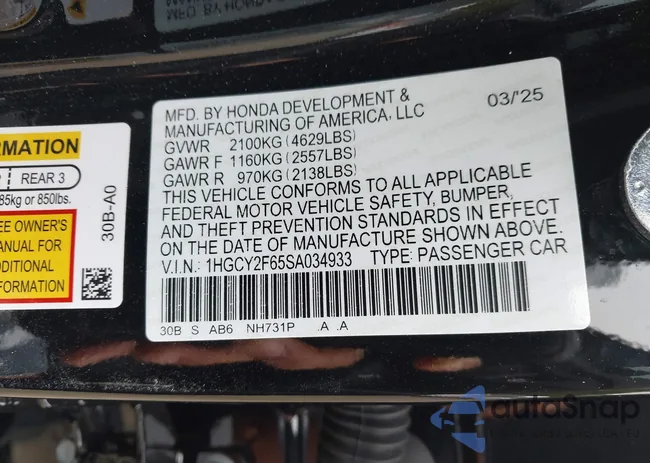 MFD. BY HONDA DEVELOPMENT &
MANUFACTURING OF AMERICA, LLC
03/'25
GVWR 2100KG (4629LBS)
GAWR F 1160KG (2557LBS)
GAWR R 970KG (2138LBS)
THIS VEHICLE CONFORMS TO ALL APPLICABLE
FEDERAL MOTOR VEHICLE SAFETY, BUMPER,
AND THEFT PREVENTION STANDARDS IN EFFECT
ON THE DATE OF MANUFACTURE SHOWN ABOVE.
V.I.N.: 1HGCY2F65SA034933 TYPE: PASSENGER CAR
30B S AB6 NH731P .A .A
ORMATION
REAR 3
85kg or 850lbs.
EE OWNER'S
ANUAL FOR
DDITIONAL
FORMATION
30B-A0
autoSnap